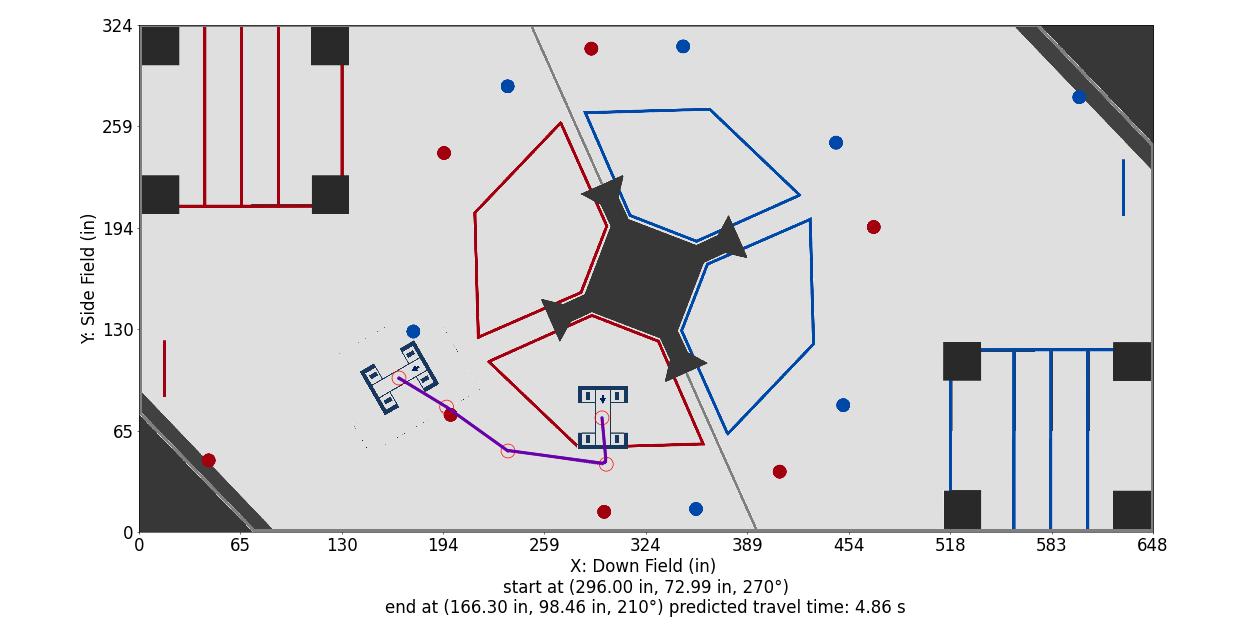 324
259
194
130
65
0
Y: Side Field (in)
0 65 130 194 259 324 389 454 518 583 648
X: Down Field (in)
start at (296.00 in, 72.99 in, 270°)
end at (166.30 in, 98.46 in, 210°) predicted travel time: 4.86 s